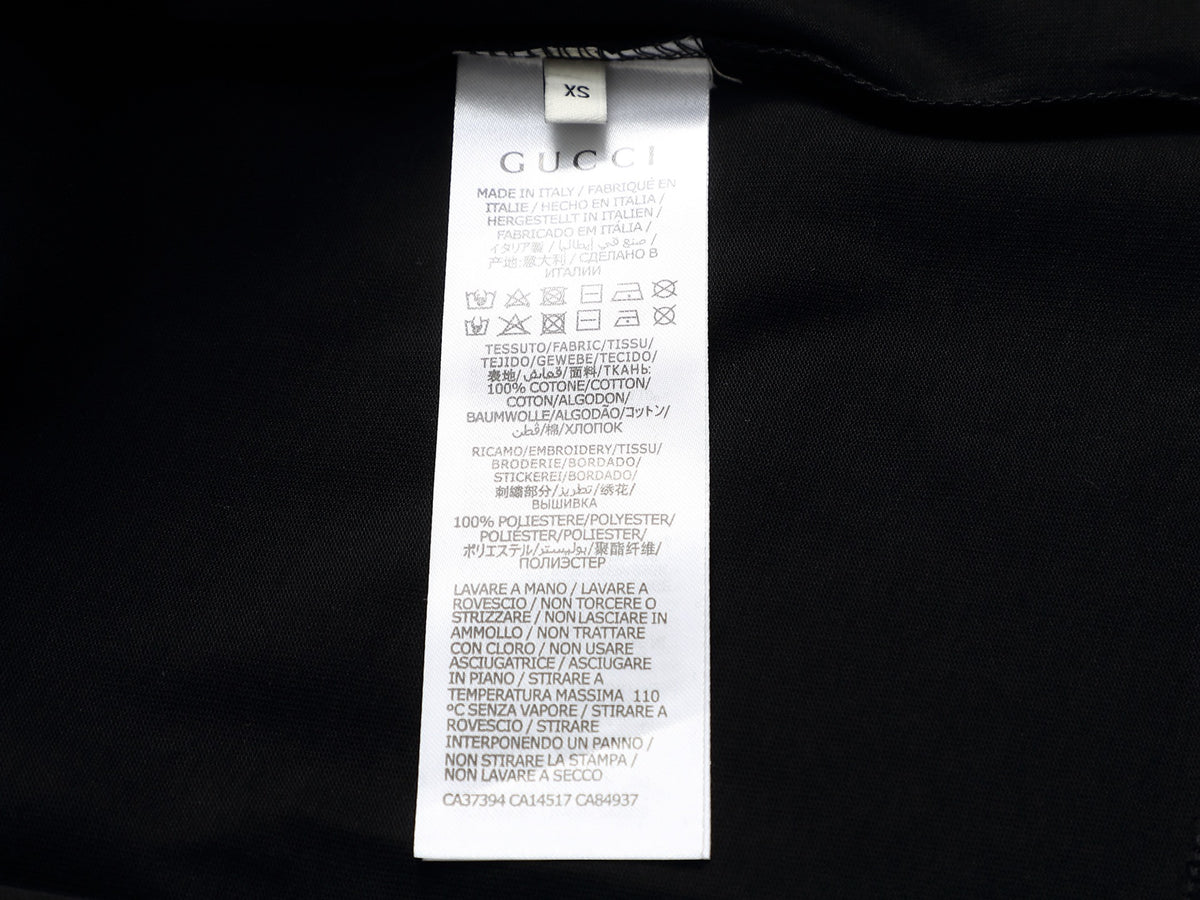 XS
GUCCI
MADE IN ITALY / FABRIQUÉ EN
ITALIE / HECHO EN ITALIA /
HERGESTELLT IN ITALIEN /
FABRICADO EM ITÁLIA /
イタリア製 / صنع في إيطاليا /
产地:意大利 / СДЕЛАНО В
ИТАЛИИ
TESSUTO/FABRIC/TISSU/
TEJIDO/GEWEBE/TECIDO/
表地/قماش/面料/ТКАНЬ:
100% COTONE/COTTON/
COTON/ALGODON/
BAUMWOLLE/ALGODÃO/コットン/
قطن/棉/ХЛОПОК
RICAMO/EMBROIDERY/TISSU/
BRODERIE/BORDADO/
STICKEREI/BORDADO/
刺繍部分/تطريز/绣花/
ВЫШИВКА
100% POLIESTERE/POLYESTER/
POLIÉSTER/POLIESTER/
ポリエステル/بوليستر/聚酯纤维/
ПОЛИЭСТЕР
LAVARE A MANO / LAVARE A
ROVESCIO / NON TORCERE O
STRIZZARE / NON LASCIARE IN
AMMOLLO / NON TRATTARE
CON CLORO / NON USARE
ASCIUGATRICE / ASCIUGARE
IN PIANO / STIRARE A
TEMPERATURA MASSIMA 110
°C SENZA VAPORE / STIRARE A
ROVESCIO / STIRARE
INTERPONENDO UN PANNO /
NON STIRARE LA STAMPA /
NON LAVARE A SECCO
CA37394 CA14517 CA84937